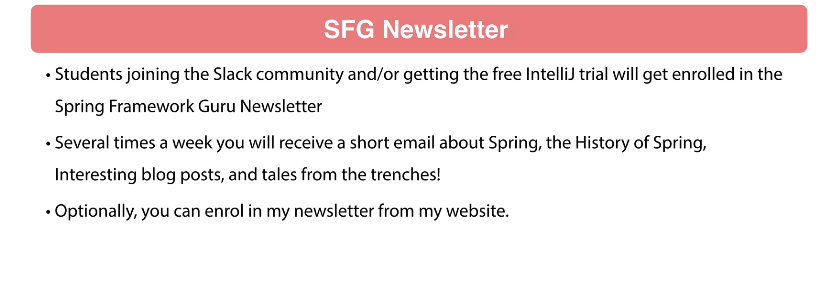 SFG Newsletter
• Students joining the Slack community and/or getting the free IntelliJ trial will get enrolled in the
Spring Framework Guru Newsletter
• Several times a week you will receive a short email about Spring, the History of Spring,
Interesting blog posts, and tales from the trenches!
• Optionally, you can enrol in my newsletter from my website.